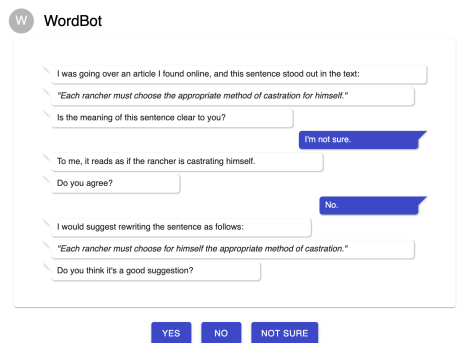 W WordBot
I was going over an article I found online, and this sentence stood out in the text:
"Each rancher must choose the appropriate method of castration for himself."
Is the meaning of this sentence clear to you?
I'm not sure.
To me, it reads as if the rancher is castrating himself.
Do you agree?
No.
I would suggest rewriting the sentence as follows:
"Each rancher must choose for himself the appropriate method of castration."
Do you think it's a good suggestion?
YES NO NOT SURE